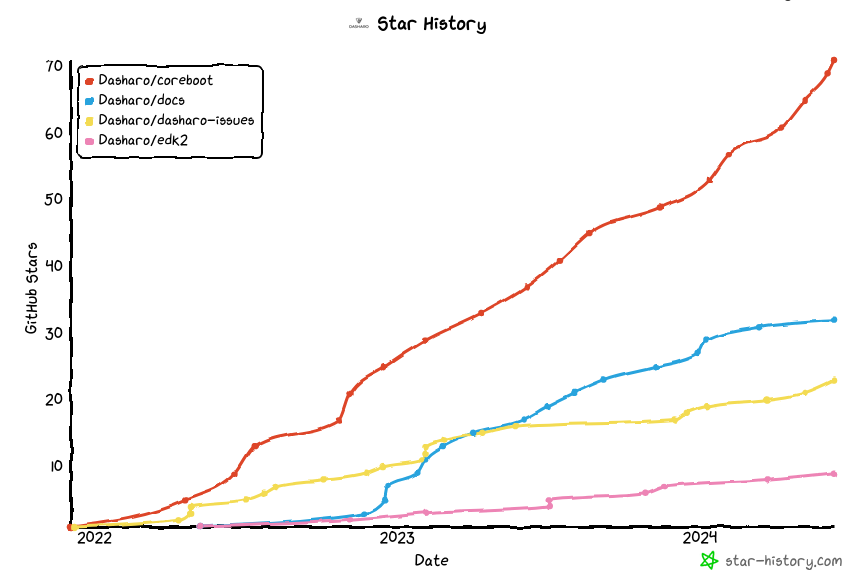 DASHARO Star History
70
Dasharo/coreboot
Dasharo/docs
Dasharo/dasharo-issues
Dasharo/edk2
60
50
40
30
20
10
GitHub Stars
2022 2023 2024
Date
star-history.com